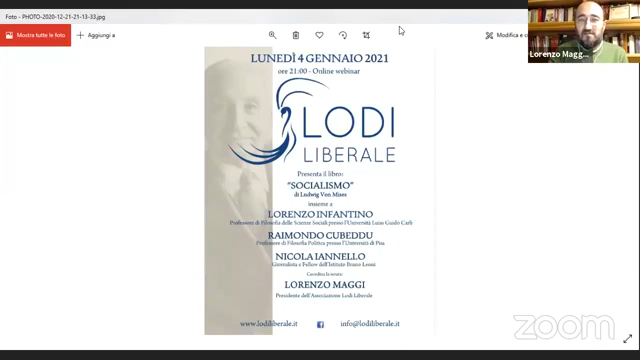 Foto - PHOTO-2020-12-21-21-13-33.jpg
Mostra tutte le foto
Aggiungi a
Modifica e
Lorenzo Magg...
LUNEDÌ 4 GENNAIO 2021
ore 21:00 - Online webinar
LODI
LIBERALE
Presenta il libro:
"SOCIALISMO"
di Ludwig Von Mises
insieme a
LORENZO INFANTINO
Professore di Filosofia delle Scienze Sociali presso l'Università Luiss Guido Carli
RAIMONDO CUBEDDU
Professore di Filosofia Politica presso l'Università di Pisa
NICOLA IANNELLO
Giornalista e Fellow dell'Istituto Bruno Leoni
LORENZO MAGGI
Presidente dell'Associazione Lodi Liberale
www.lodiliberale.it
info@lodiliberale.it
zoom